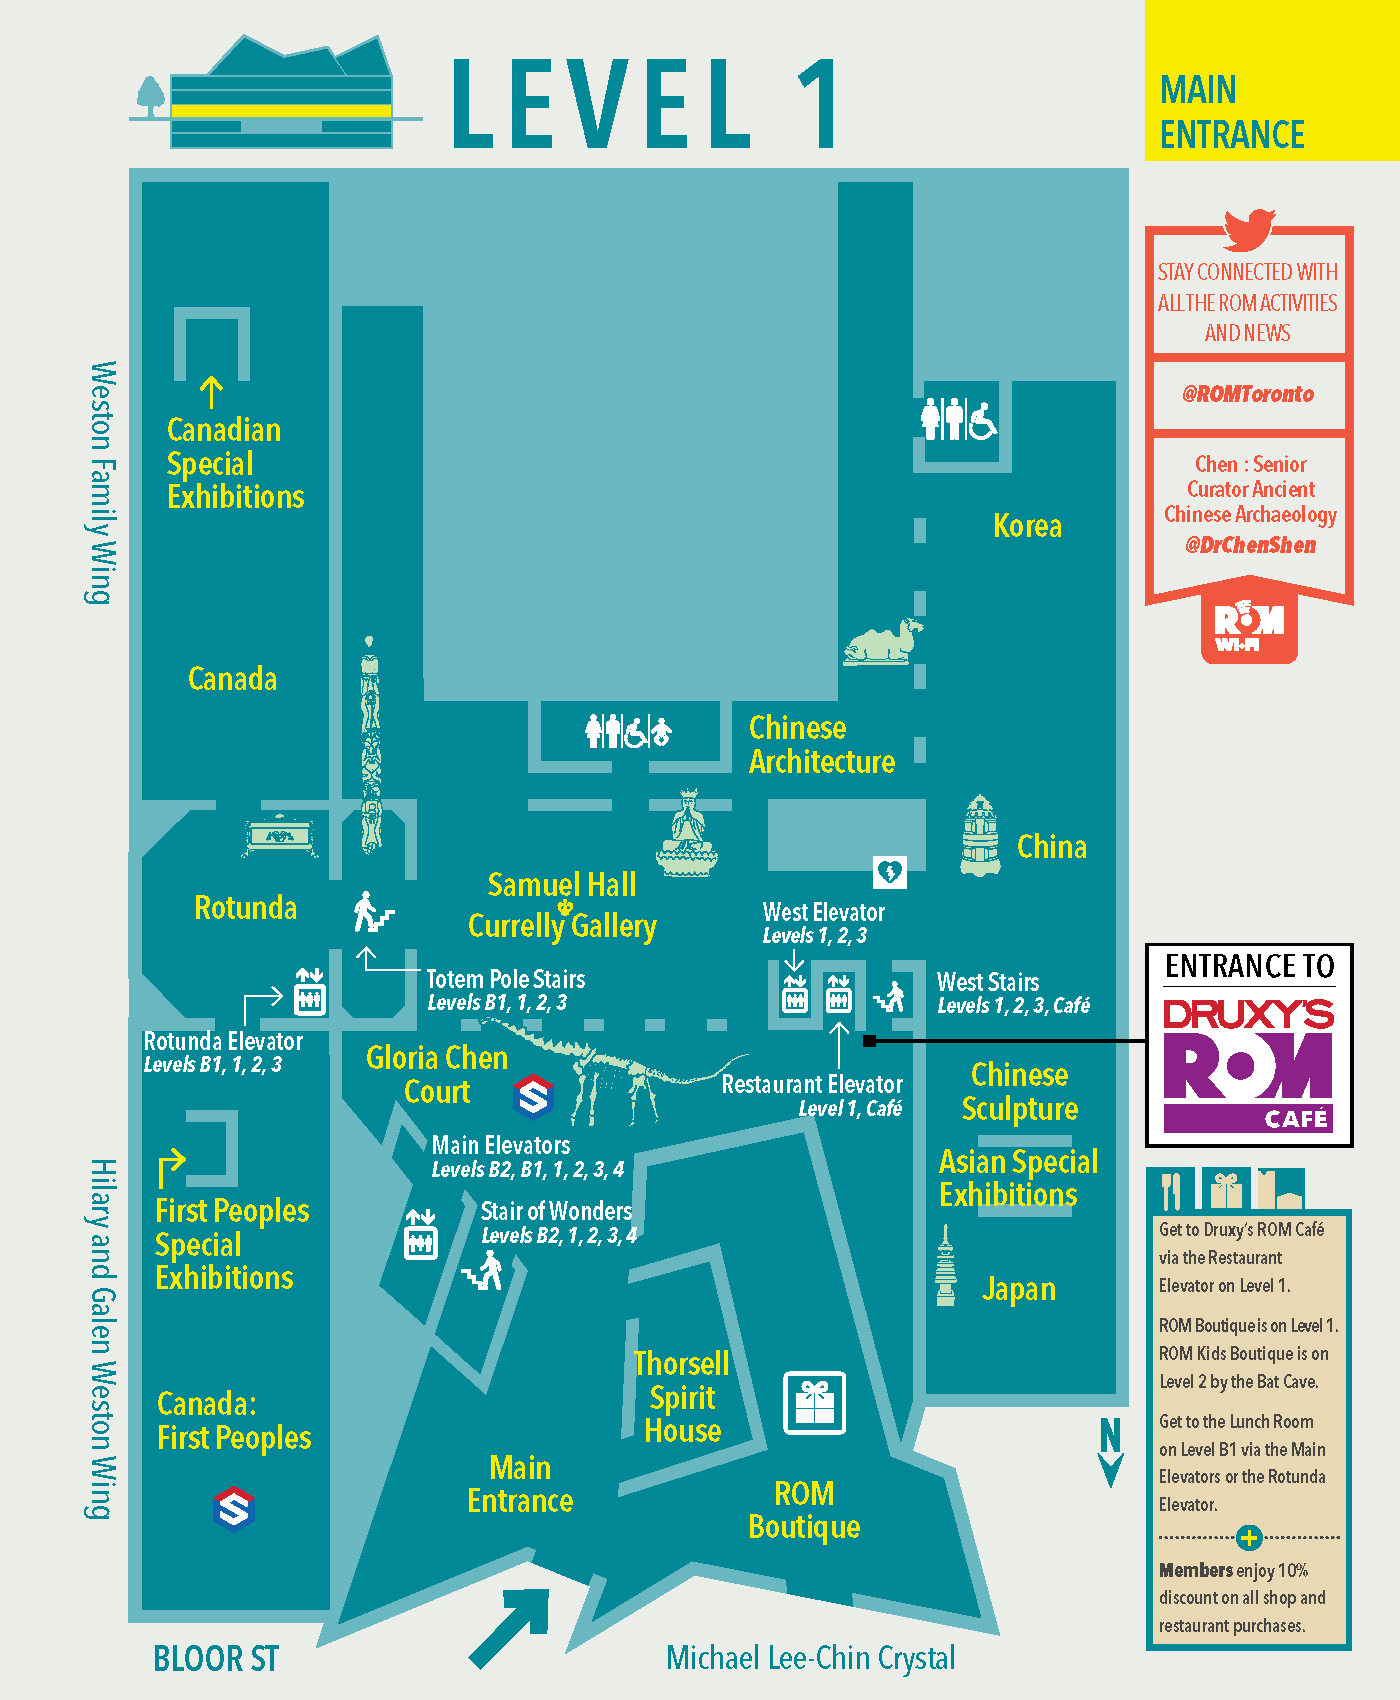 LEVEL 1
MAIN
ENTRANCE
STAY CONNECTED WITH
ALL THE ROM ACTIVITIES
AND NEWS
@ROMToronto
Chen : Senior
Curator Ancient
Chinese Archaeology
@DrChenShen
ROM
WI-FI
Weston Family Wing
Canadian
Special
Exhibitions
Korea
Canada
Chinese
Architecture
China
Samuel Hall
Currelly Gallery
Rotunda
West Elevator
Levels 1, 2, 3
Totem Pole Stairs
Levels B1, 1, 2, 3
West Stairs
Levels 1, 2, 3, Café
Rotunda Elevator
Levels B1, 1, 2, 3
Gloria Chen
Court
S
Restaurant Elevator
Level 1, Café
Chinese
Sculpture
ENTRANCE TO
DRUXY'S
ROM
CAFÉ
Main Elevators
Levels B2, B1, 1, 2, 3, 4
Asian Special
Exhibitions
Hilary and Galen Weston Wing
First Peoples
Special
Exhibitions
Stair of Wonders
Levels B2, 1, 2, 3, 4
Japan
Thorsell
Spirit
House
Canada:
First Peoples
S
Main
Entrance
ROM
Boutique
N
Get to Druxy's ROM Café
via the Restaurant
Elevator on Level 1.
ROM Boutique is on Level 1.
ROM Kids Boutique is on
Level 2 by the Bat Cave.
Get to the Lunch Room
on Level B1 via the Main
Elevators or the Rotunda
Elevator.
+
Members enjoy 10%
discount on all shop and
restaurant purchases.
BLOOR ST
Michael Lee-Chin Crystal